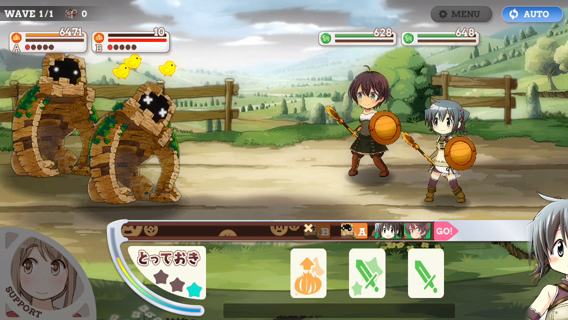 WAVE 1/1 0
MENU
AUTO
6471
A
10
B
628
648
B A GO!
とっておき
SUPPORT